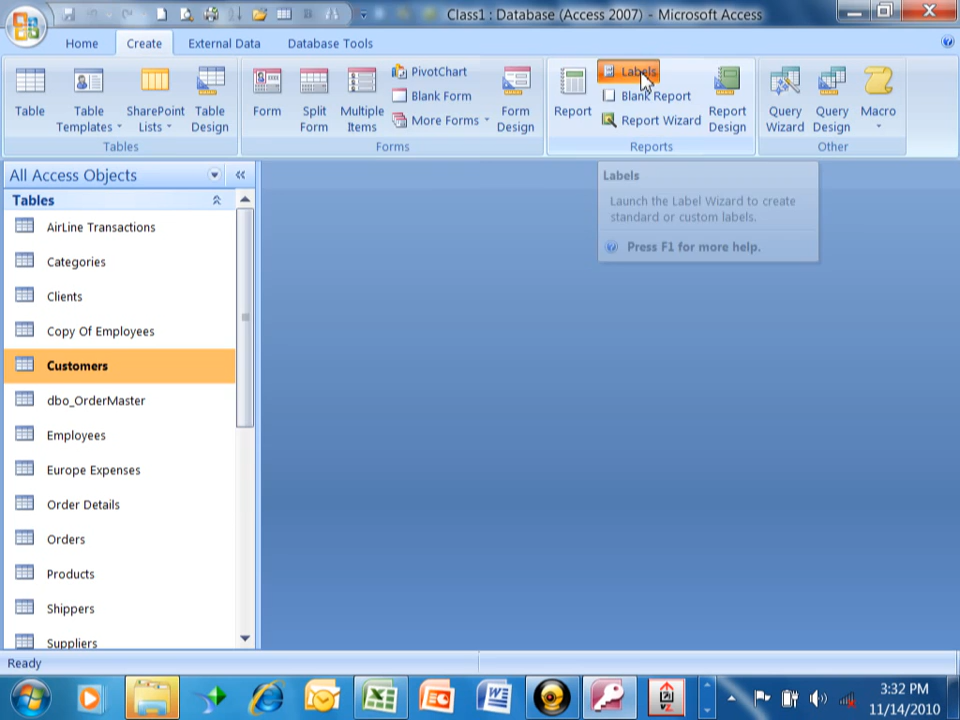 Class1 : Database (Access 2007) - Microsoft Access
Home Create External Data Database Tools
Table
Table Templates
SharePoint Lists
Table Design
Tables
Form
Split Form
Multiple Items
PivotChart
Blank Form
More Forms
Form Design
Forms
Report
Labels
Blank Report
Report Wizard
Report Design
Reports
Query Wizard
Query Design
Macro
Other
All Access Objects
Tables
AirLine Transactions
Categories
Clients
Copy Of Employees
Customers
dbo_OrderMaster
Employees
Europe Expenses
Order Details
Orders
Products
Shippers
Suppliers
Labels
Launch the Label Wizard to create
standard or custom labels.
Press F1 for more help.
Ready
3:32 PM
11/14/2010